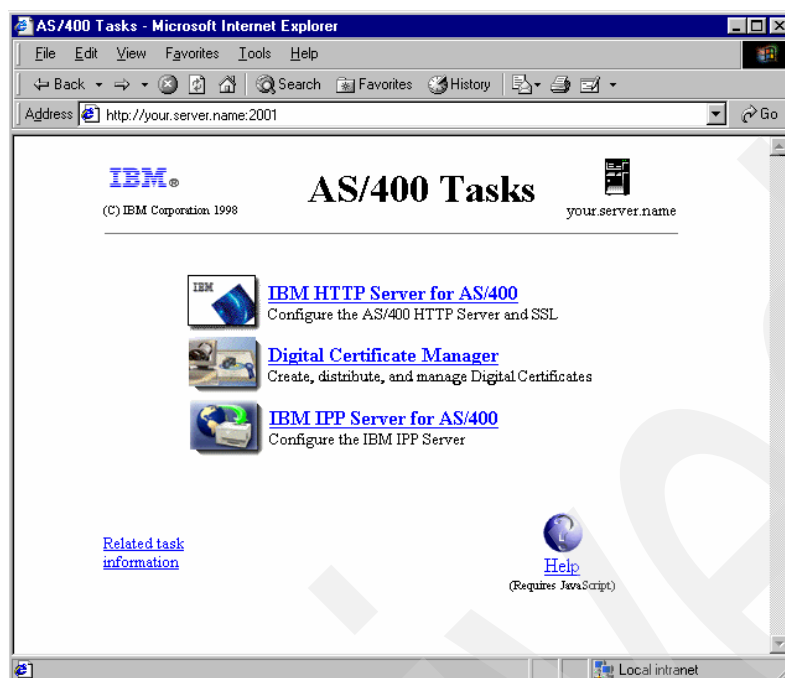 AS/400 Tasks - Microsoft Internet Explorer
File Edit View Favorites Tools Help
Back Search Favorites History
Address http://your.server.name:2001 Go
IBM®
(C) IBM Corporation 1998
AS/400 Tasks
your.server.name
IBM
IBM HTTP Server for AS/400
Configure the AS/400 HTTP Server and SSL
Digital Certificate Manager
Create, distribute, and manage Digital Certificates
IBM IPP Server for AS/400
Configure the IBM IPP Server
Related task
information
Help
(Requires JavaScript)
Local intranet